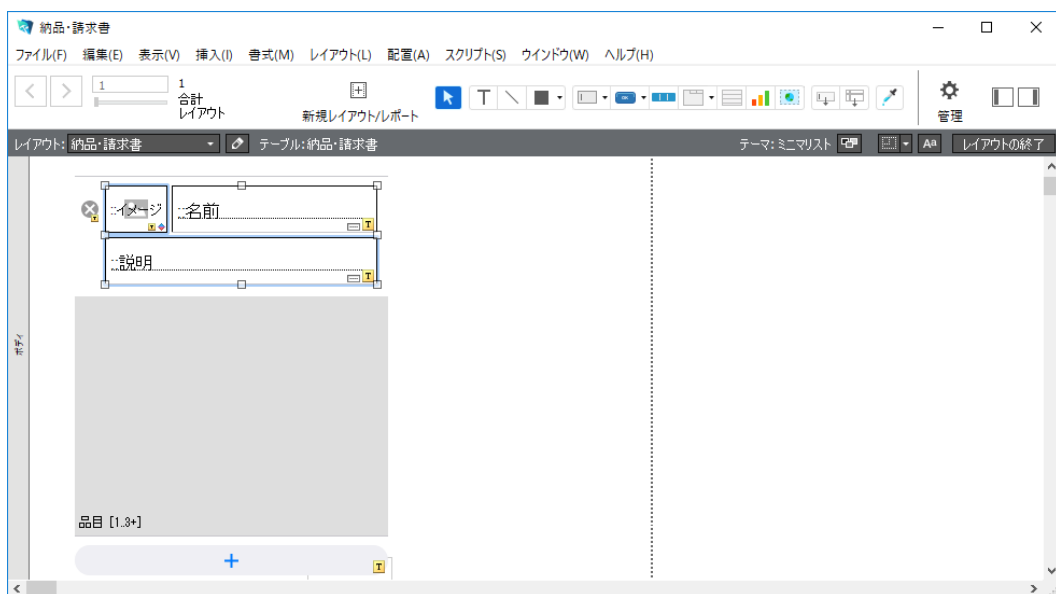 納品・請求書
ファイル(F) 編集(E) 表示(V) 挿入(I) 書式(M) レイアウト(L) 配置(A) スクリプト(S) ウインドウ(W) ヘルプ(H)
1
1
合計
レイアウト
新規レイアウト/レポート
T
管理
レイアウト: 納品・請求書 テーブル:納品・請求書 テーマ: ミニマリスト Aa レイアウトの終了
::イメージ ::名前
T
::説明
T
ボディ
品目 [1..3+]
+
T